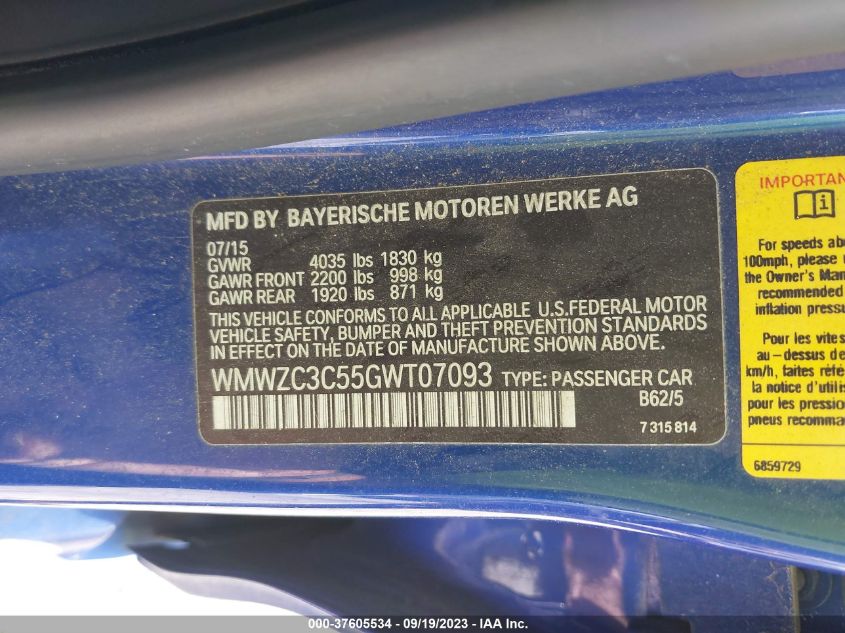 MFD BY BAYERISCHE MOTOREN WERKE AG
07/15
GVWR 4035 lbs 1830 kg
GAWR FRONT 2200 lbs 998 kg
GAWR REAR 1920 lbs 871 kg
THIS VEHICLE CONFORMS TO ALL APPLICABLE U.S.FEDERAL MOTOR
VEHICLE SAFETY, BUMPER AND THEFT PREVENTION STANDARDS
IN EFFECT ON THE DATE OF MANUFACTURE SHOWN ABOVE.
WMWZC3C55GWT07093 TYPE: PASSENGER CAR
B62/5
7 315 814
IMPORTAN
i
For speeds abo
100mph, please
the Owner's Man
recommended
inflation pressu
Pour les vites
au-dessus de
km/h, faites ré
la notice d'util
pour les pression
pneus recomma
6859729
000-37605534 - 09/19/2023 - IAA Inc.